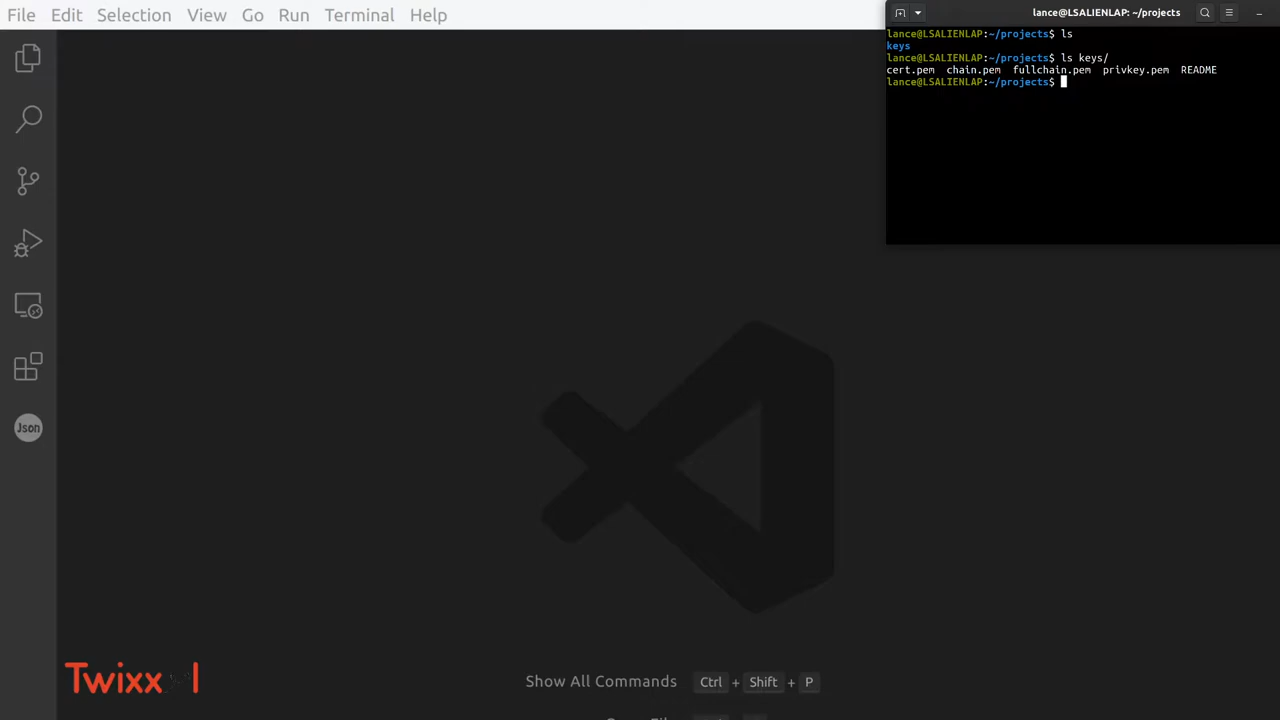 File Edit Selection View Go Run Terminal Help
lance@LSALIENLAP: ~/projects
lance@LSALIENLAP:~/projects$ ls
keys
lance@LSALIENLAP:~/projects$ ls keys/
cert.pem chain.pem fullchain.pem privkey.pem README
lance@LSALIENLAP:~/projects$
Json
Show All Commands Ctrl + Shift + P